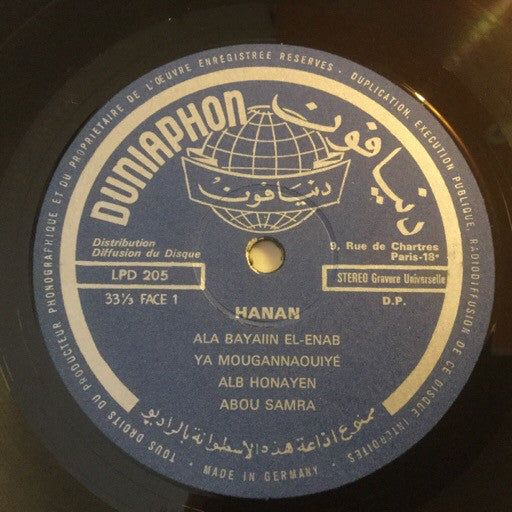 TOUS DROITS DU PRODUCTEUR PHONOGRAPHIQUE ET DU PROPRIETAIRE DE L'ŒUVRE ENREGISTRÉE RESERVES - DUPLICATION, EXECUTION PUBLIQUE, RADIODIFFUSION DE CE DISQUE INTERDITES
DUNIAPHON
دنيافون
دنيافون
Distribution
Diffusion du Disque
9, Rue de Chartres
Paris-18e
LPD 205
STEREO Gravure Universelle
33⅓ FACE 1
D.P.
HANAN
ALA BAYAIIN EL-ENAB
YA MOUGANNAOUIYÉ
ALB HONAYEN
ABOU SAMRA
ممنوع اذاعة هذه الاسطوانة بالراديو
• MADE IN GERMANY •